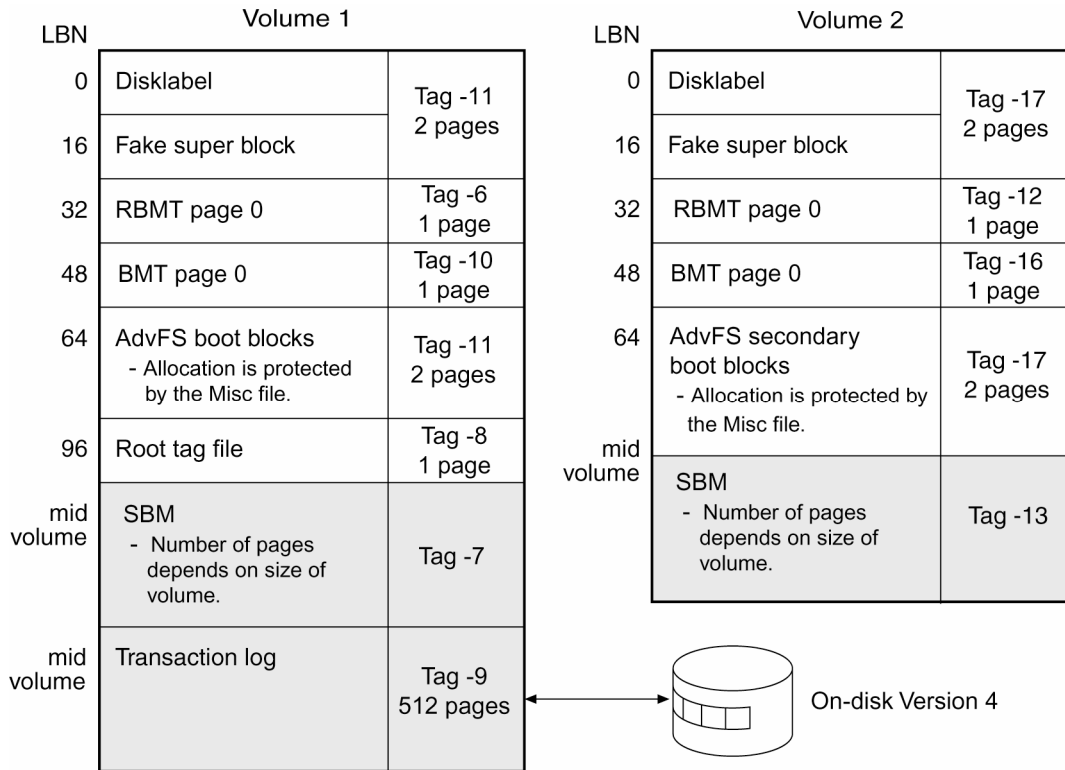 Volume 1
LBN
0
Disklabel
Tag -11
2 pages
16
Fake super block
32
RBMT page 0
Tag -6
1 page
48
BMT page 0
Tag -10
1 page
64
AdvFS boot blocks
- Allocation is protected
by the Misc file.
Tag -11
2 pages
96
Root tag file
Tag -8
1 page
mid
volume
SBM
- Number of pages
depends on size of
volume.
Tag -7
mid
volume
Transaction log
Tag -9
512 pages
Volume 2
LBN
0
Disklabel
Tag -17
2 pages
16
Fake super block
32
RBMT page 0
Tag -12
1 page
48
BMT page 0
Tag -16
1 page
64
AdvFS secondary
boot blocks
- Allocation is protected by
the Misc file.
Tag -17
2 pages
mid
volume
SBM
- Number of pages
depends on size of
volume.
Tag -13
On-disk Version 4